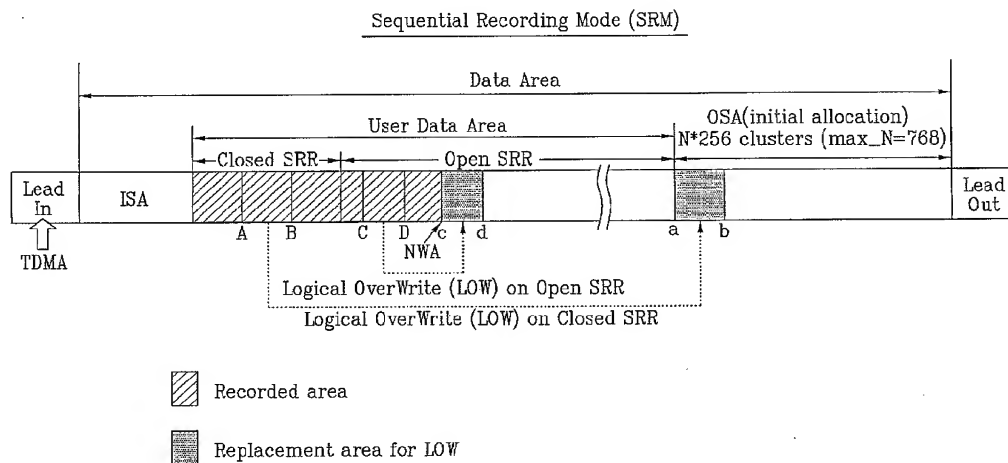 Sequential Recording Mode (SRM)
Data Area
OSA(initial allocation)
N*256 clusters (max_N=768)
User Data Area
Closed SRR
Open SRR
Lead
In
ISA
Lead
Out
A
B
C
D
c
d
a
b
NWA
TDMA
Logical OverWrite (LOW) on Open SRR
Logical OverWrite (LOW) on Closed SRR
Recorded area
Replacement area for LOW